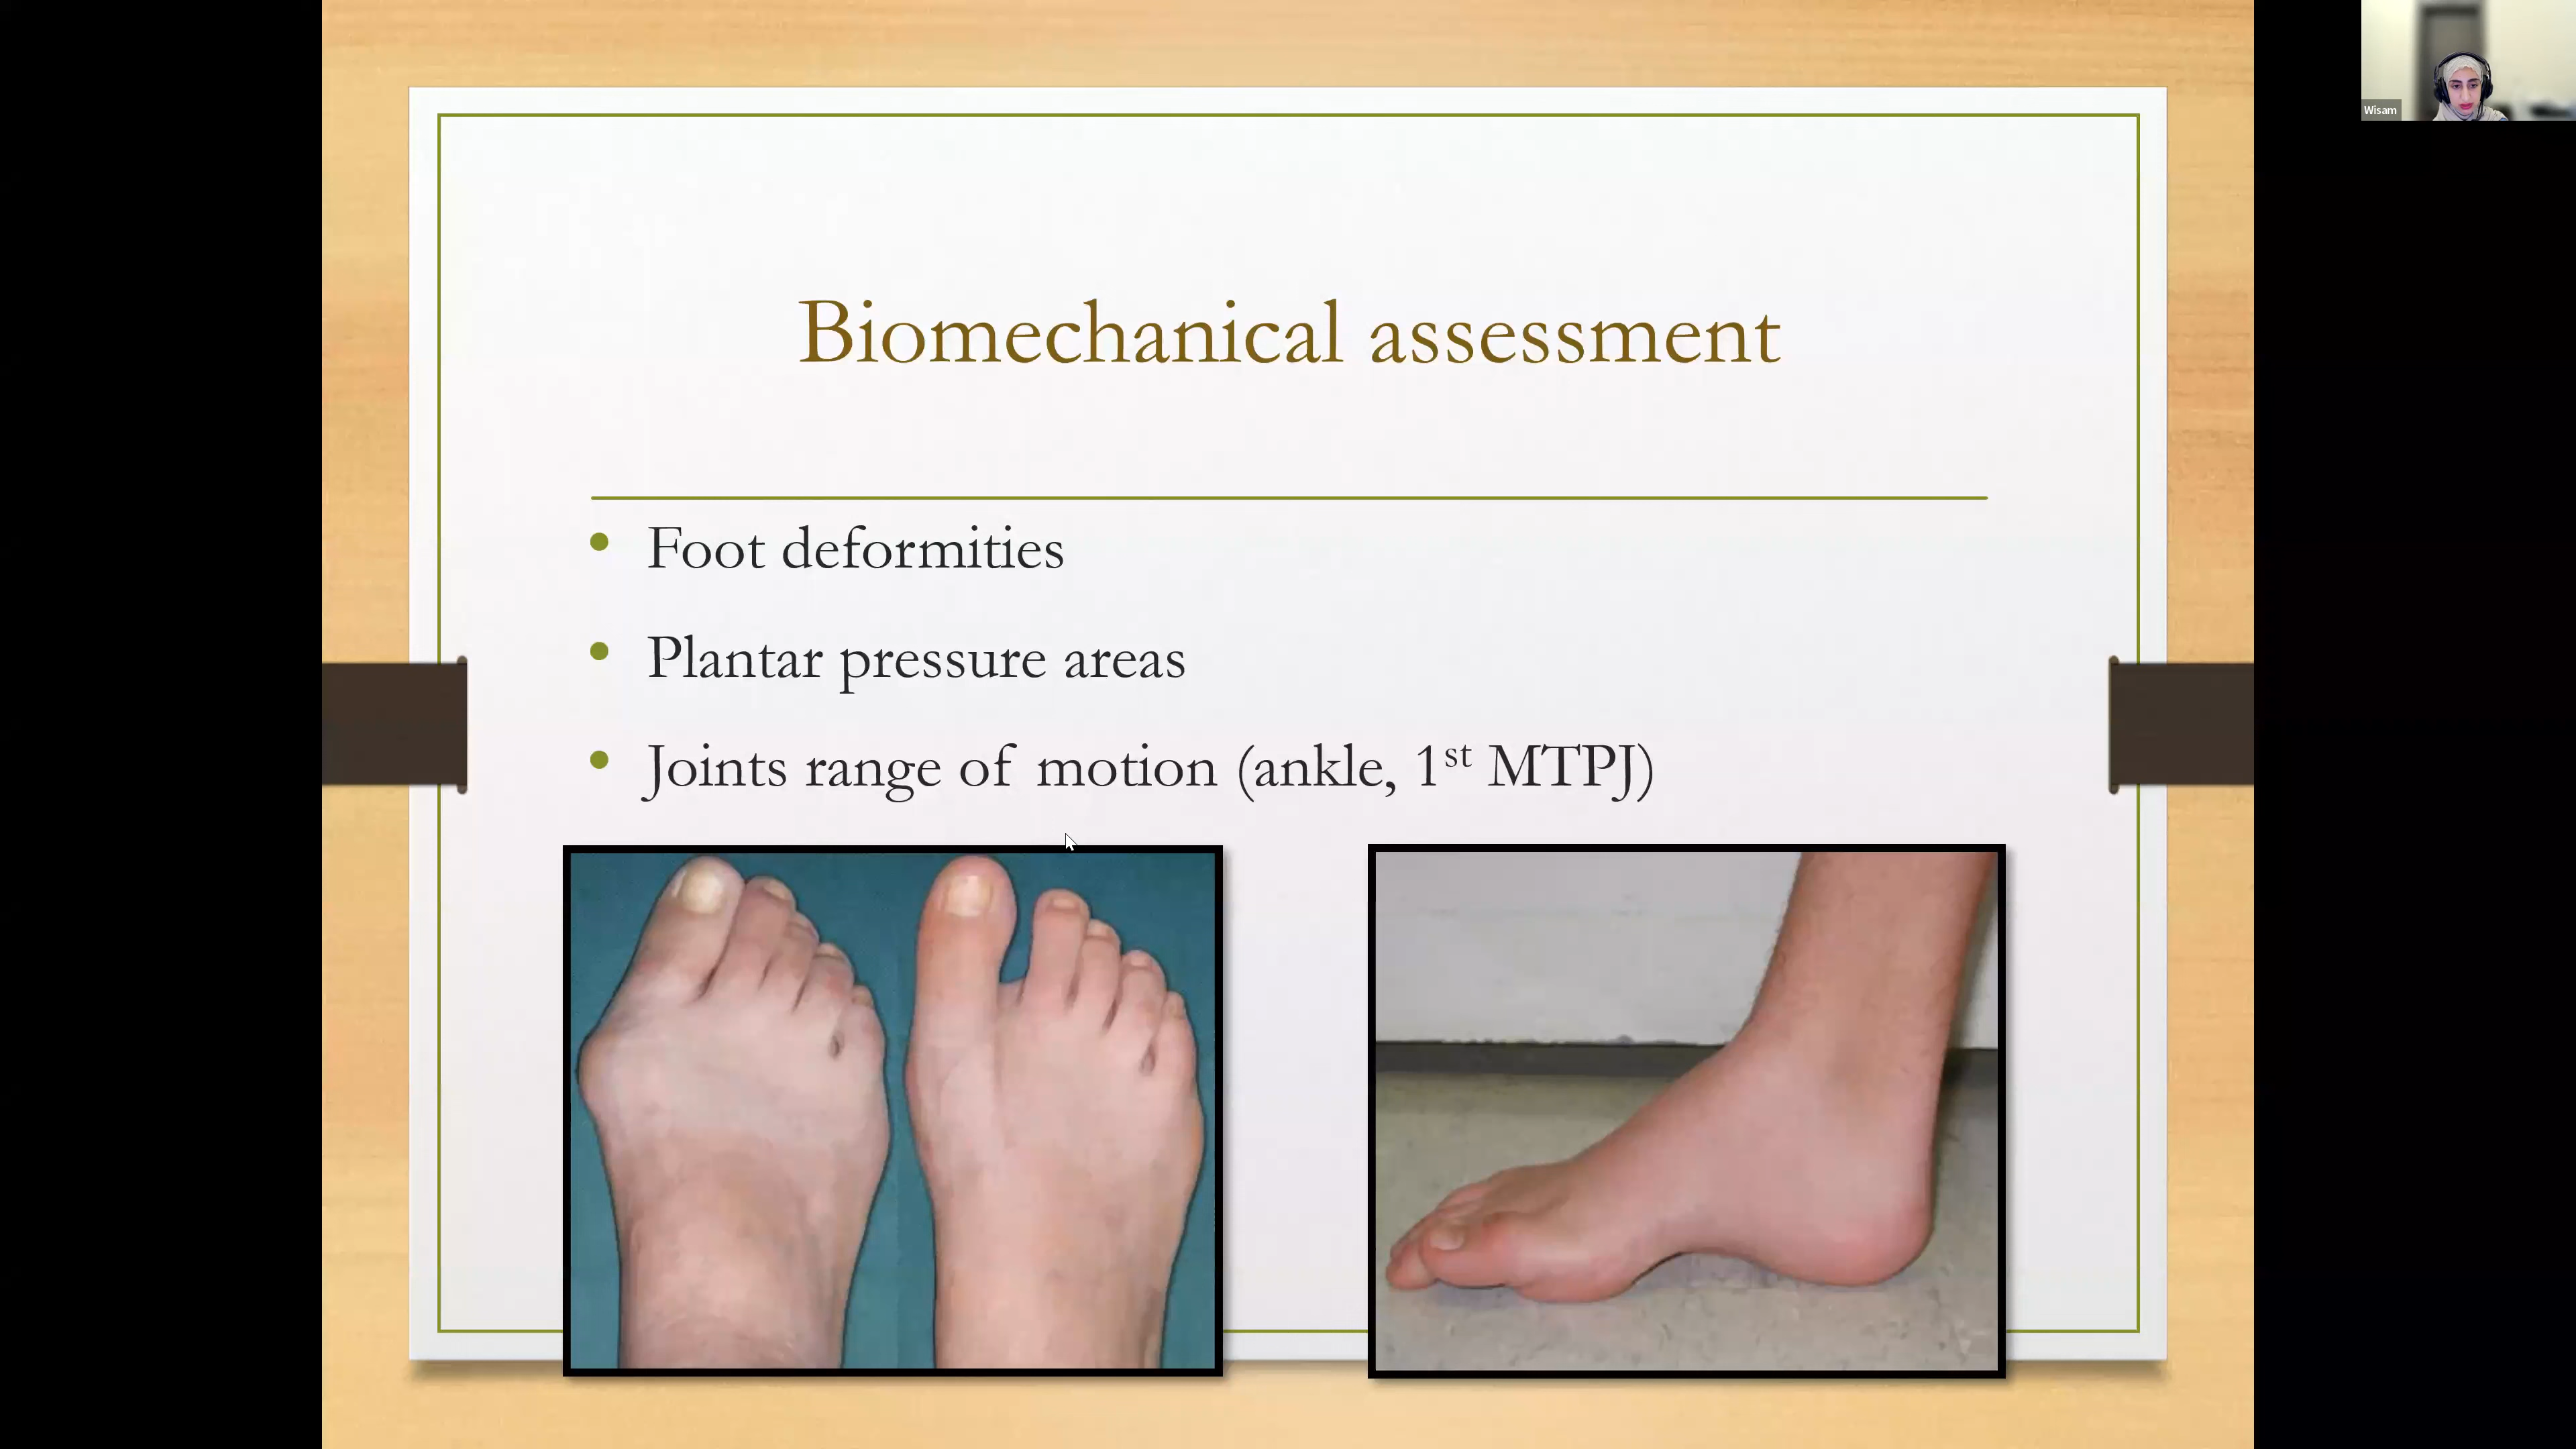 Wisam
Biomechanical assessment
• Foot deformities
• Plantar pressure areas
• Joints range of motion (ankle, 1st MTPJ)